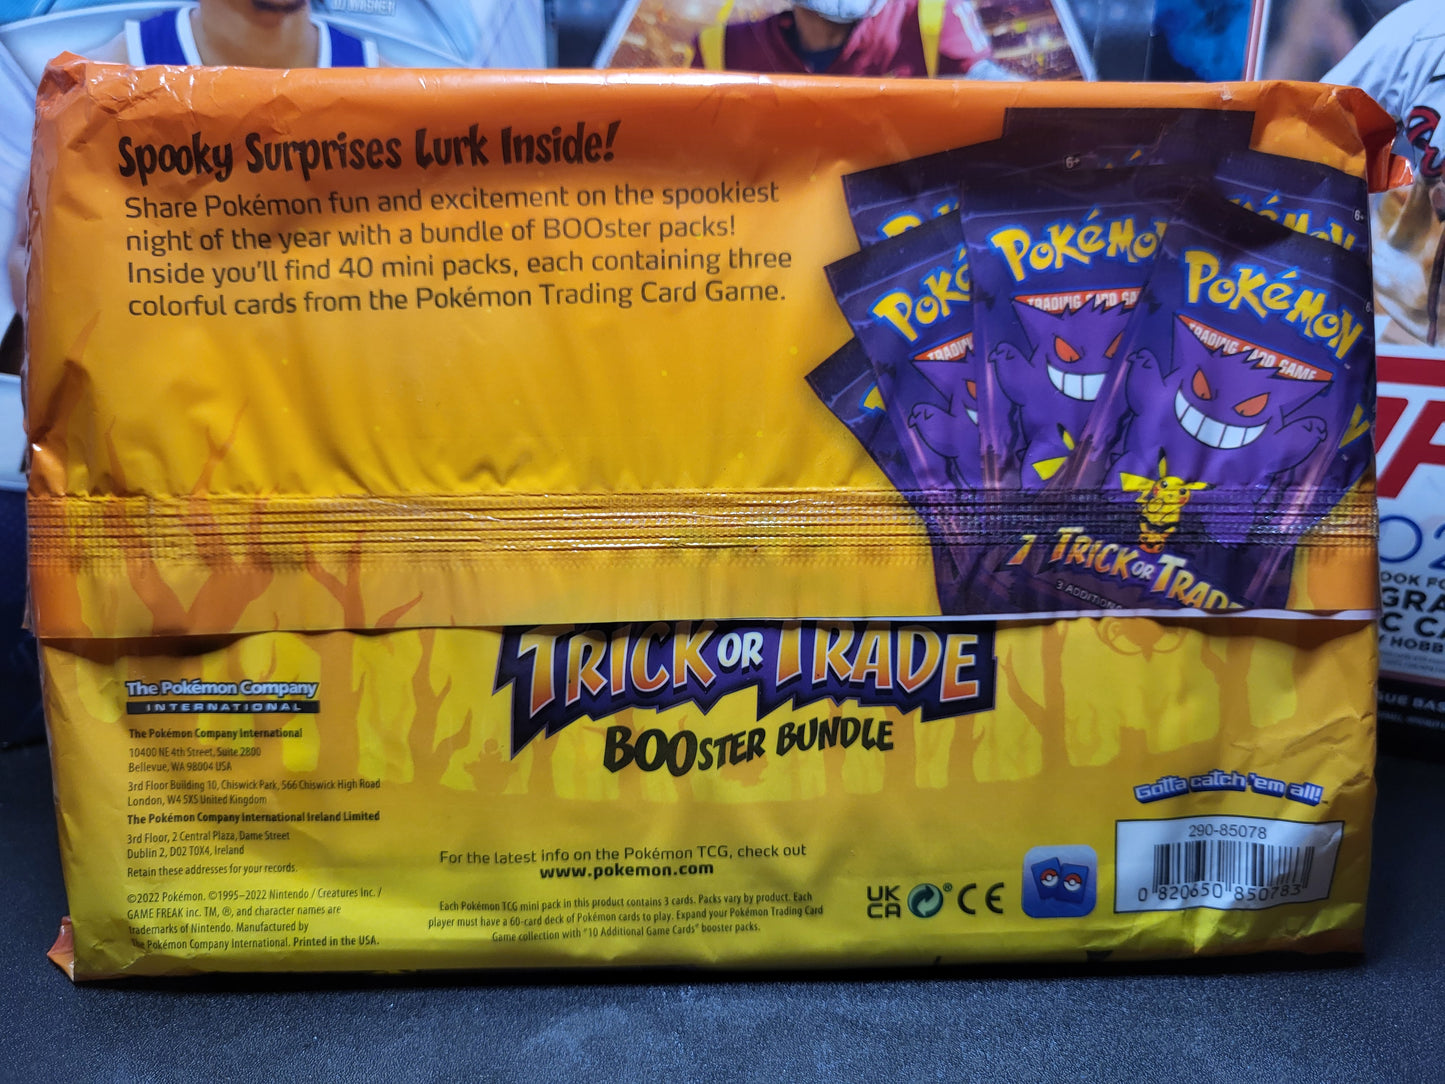 Spooky Surprises Lurk Inside!
Share Pokémon fun and excitement on the spookiest
night of the year with a bundle of BOOster packs!
Inside you'll find 40 mini packs, each containing three
colorful cards from the Pokémon Trading Card Game.
6+
6+
POKéMON
TRADING CARD GAME
TRICK OR TRADE
BOOSTER BUNDLE
The Pokémon Company
INTERNATIONAL
The Pokémon Company International
10400 NE 4th Street, Suite 2800
Bellevue, WA 98004 USA
3rd Floor Building 10, Chiswick Park, 566 Chiswick High Road
London, W4 5XS United Kingdom
The Pokémon Company International Ireland Limited
3rd Floor, 2 Central Plaza, Dame Street
Dublin 2, D02 T0X4, Ireland
Retain these addresses for your records.
©2022 Pokémon. ©1995–2022 Nintendo / Creatures Inc. /
GAME FREAK inc. TM, ®, and character names are
trademarks of Nintendo. Manufactured by
The Pokémon Company International. Printed in the USA.
For the latest info on the Pokémon TCG, check out
www.pokemon.com
Each Pokémon TCG mini pack in this product contains 3 cards. Packs vary by product. Each
player must have a 60-card deck of Pokémon cards to play. Expand your Pokémon Trading Card
Game collection with "10 Additional Game Cards" booster packs.
UK
CA
CE
Gotta catch 'em all!
290-85078
0 820650 850783